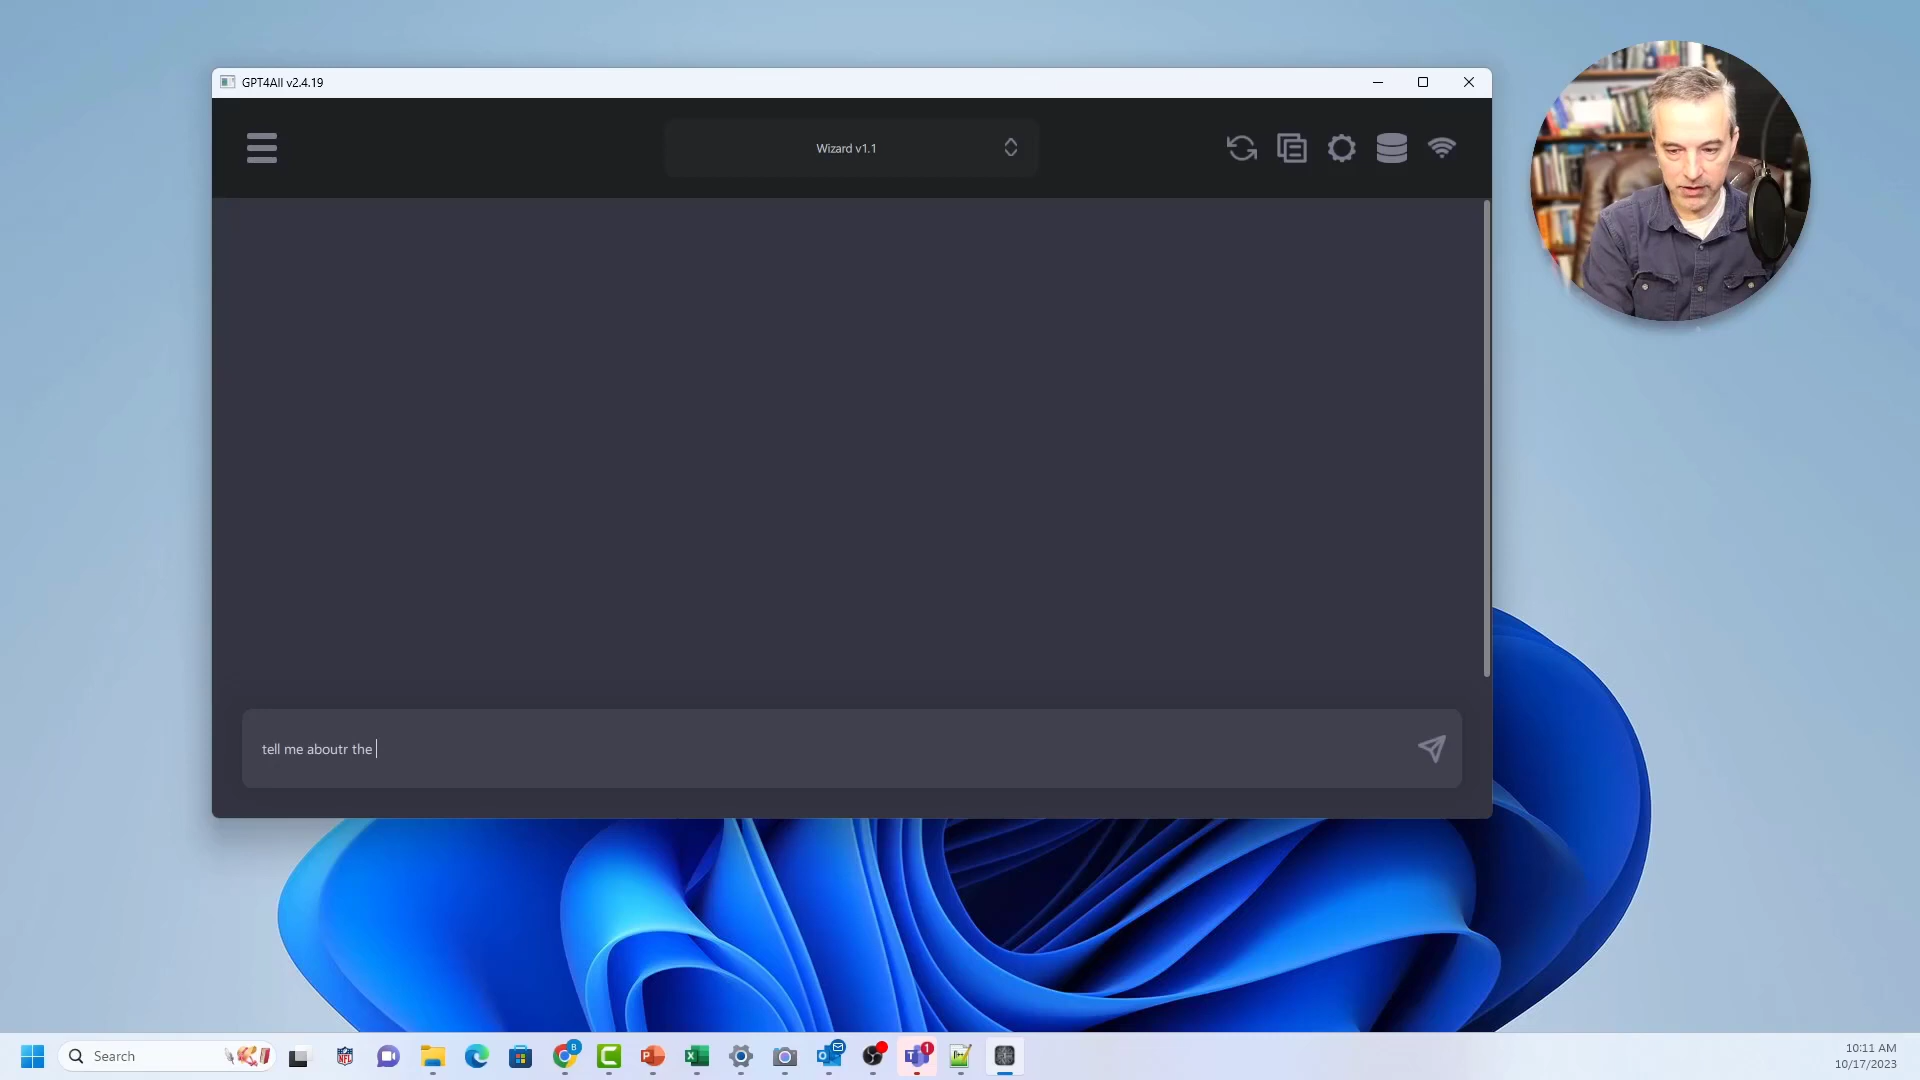 GPT4All v2.4.19
Wizard v1.1
tell me aboutr the
Search
10:11 AM
10/17/2023